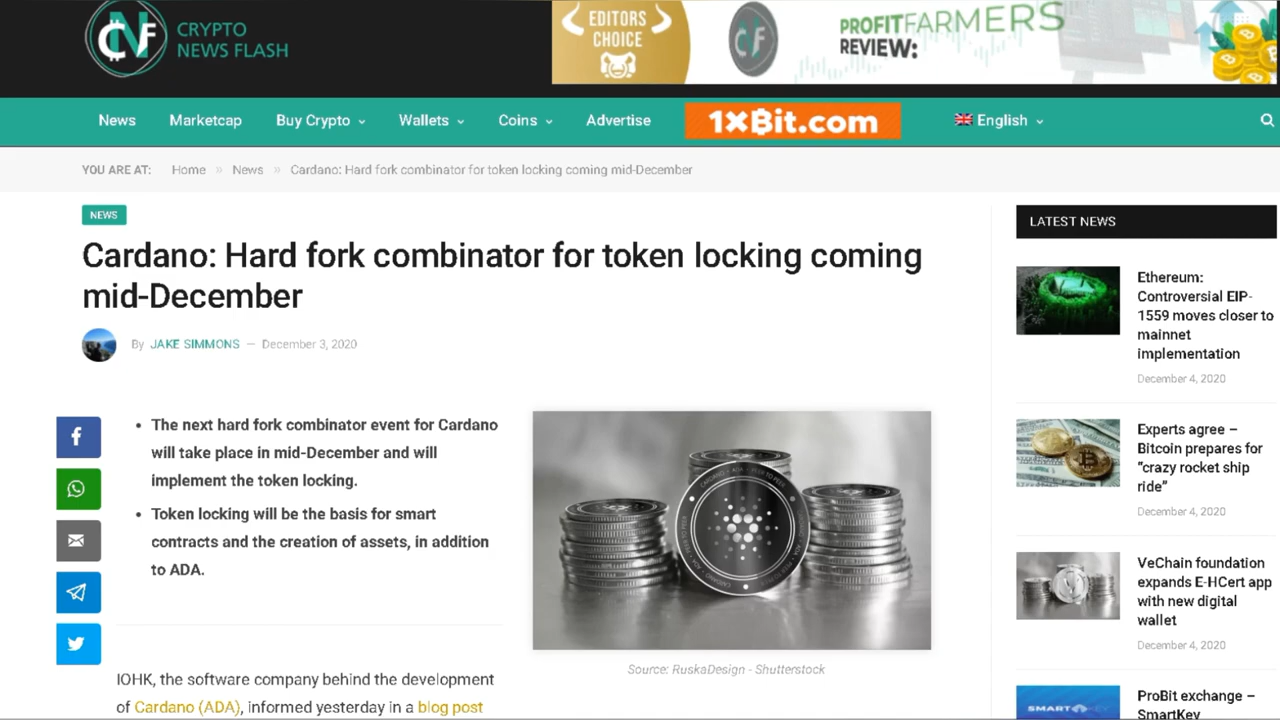 CRYPTO
NEWS FLASH
EDITORS
CHOICE
PROFITFARMERS
REVIEW:
News
Marketcap
Buy Crypto
Wallets
Coins
Advertise
1XBit.com
English
YOU ARE AT:
Home » News » Cardano: Hard fork combinator for token locking coming mid-December
NEWS
Cardano: Hard fork combinator for token locking coming
mid-December
By JAKE SIMMONS — December 3, 2020
• The next hard fork combinator event for Cardano
will take place in mid-December and will
implement the token locking.
• Token locking will be the basis for smart
contracts and the creation of assets, in addition
to ADA.
Source: RuskaDesign - Shutterstock
IOHK, the software company behind the development
of Cardano (ADA), informed yesterday in a blog post
LATEST NEWS
Ethereum:
Controversial EIP-
1559 moves closer to
mainnet
implementation
December 4, 2020
Experts agree –
Bitcoin prepares for
“crazy rocket ship
ride”
December 4, 2020
VeChain foundation
expands E-HCert app
with new digital
wallet
December 4, 2020
SMART KEY
ProBit exchange –
SmartKey